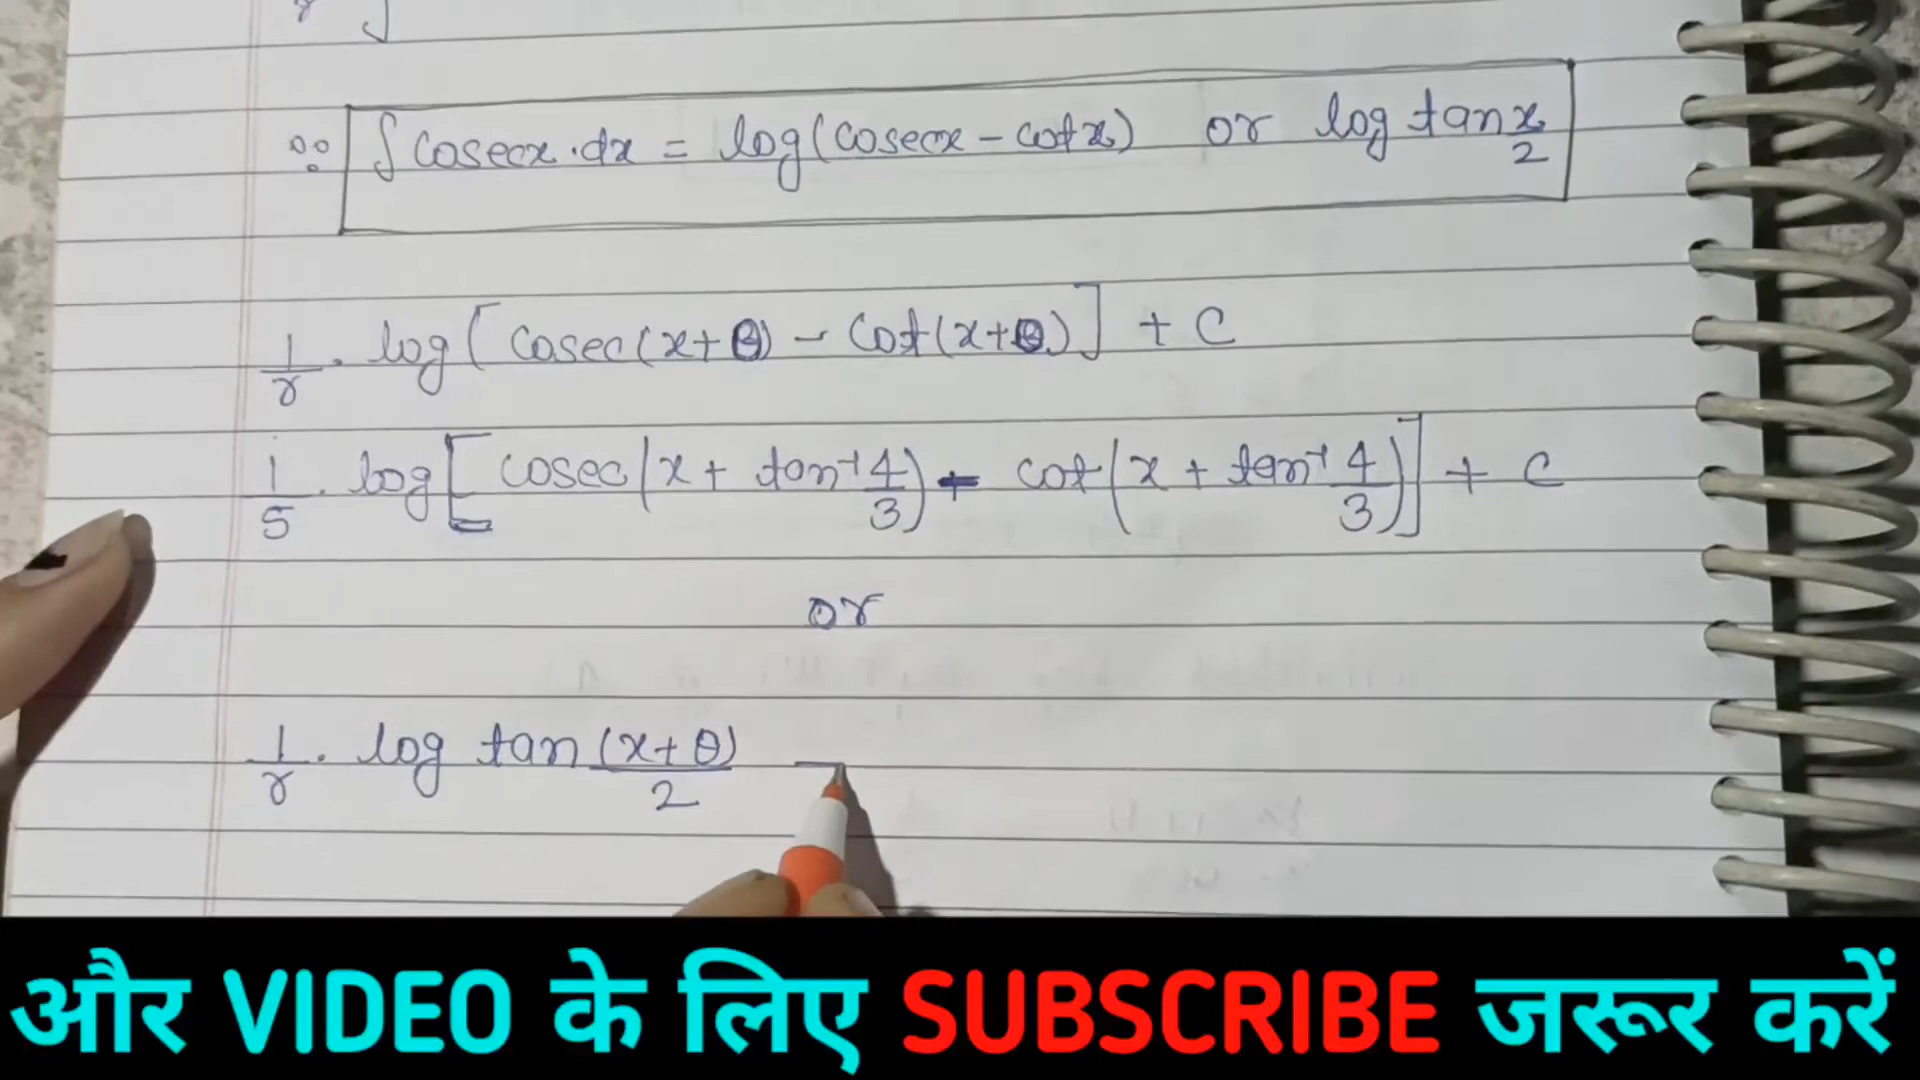 ∵ ∫ cosecx·dx = log(cosecx - cotx) or log tan x/2
1/r · log[cosec(x+θ) - cot(x+θ)] + C
1/5 · log[cosec(x + tan⁻¹ 4/3) - cot(x + tan⁻¹ 4/3)] + C
or
1/r · log tan (x+θ)/2
और VIDEO के लिए SUBSCRIBE जरूर करें